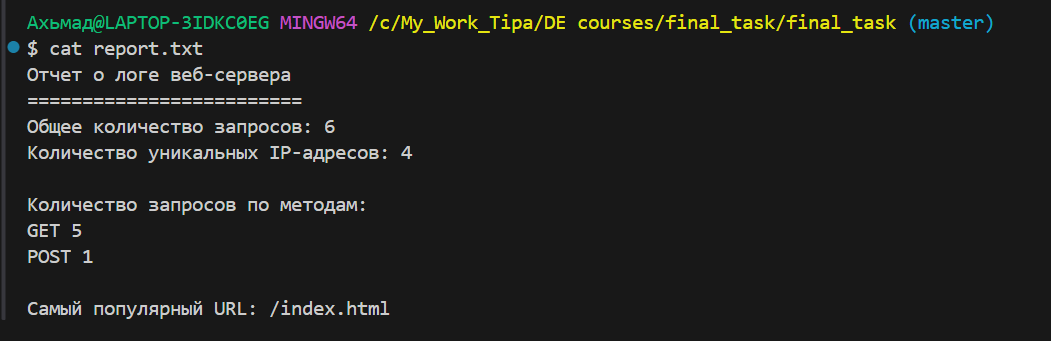 Ахьмад@LAPTOP-3IDKC0EG MINGW64 /c/My_Work_Tipa/DE courses/final_task/final_task (master)
$ cat report.txt
Отчет о логе веб-сервера
=========================
Общее количество запросов: 6
Количество уникальных IP-адресов: 4

Количество запросов по методам:
GET 5
POST 1

Самый популярный URL: /index.html